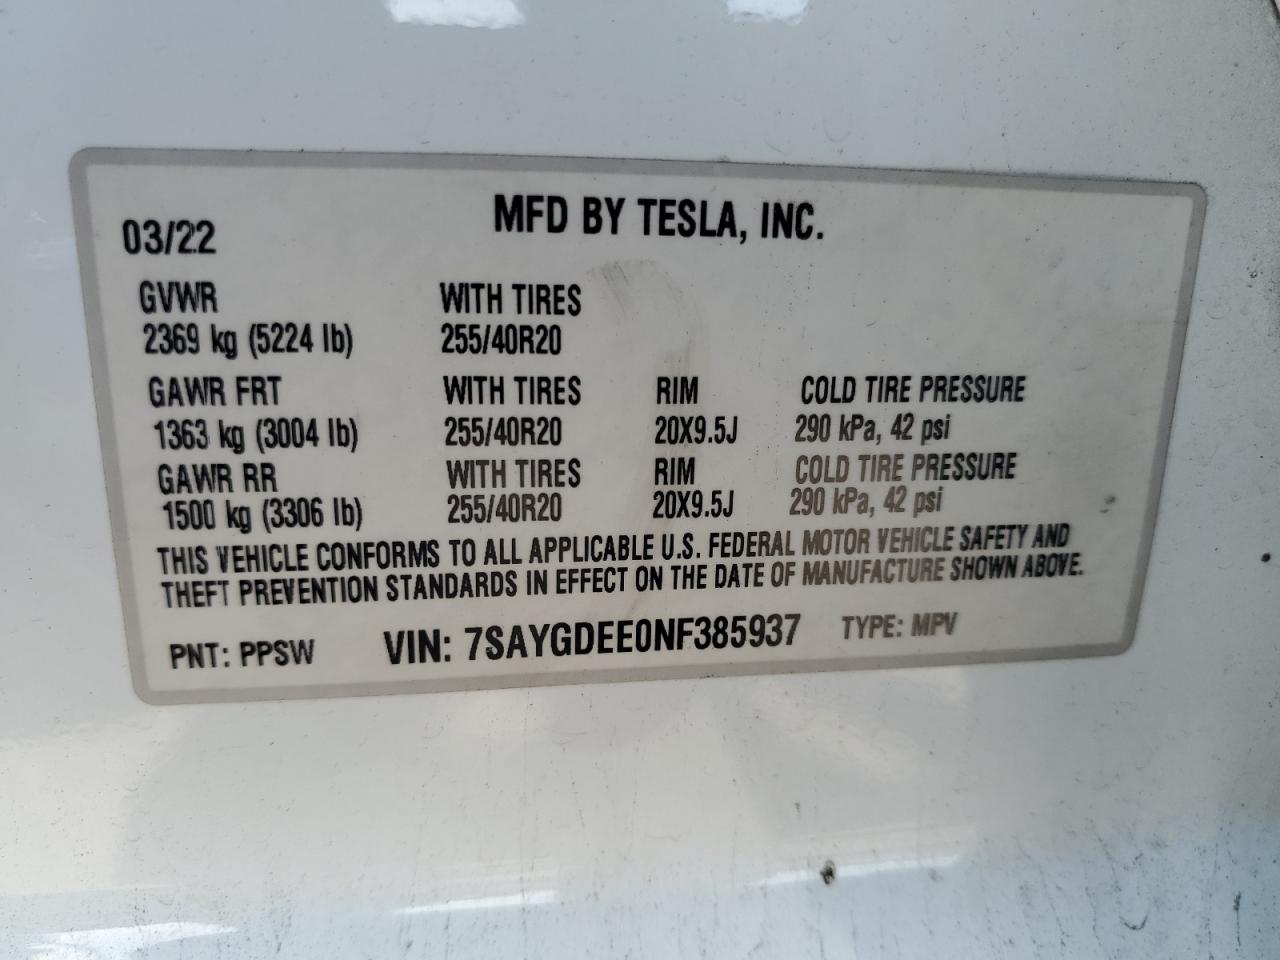 MFD BY TESLA, INC.
03/22
GVWR WITH TIRES
2369 kg (5224 lb) 255/40R20
GAWR FRT WITH TIRES RIM COLD TIRE PRESSURE
1363 kg (3004 lb) 255/40R20 20X9.5J 290 kPa, 42 psi
GAWR RR WITH TIRES RIM COLD TIRE PRESSURE
1500 kg (3306 lb) 255/40R20 20X9.5J 290 kPa, 42 psi
THIS VEHICLE CONFORMS TO ALL APPLICABLE U.S. FEDERAL MOTOR VEHICLE SAFETY AND
THEFT PREVENTION STANDARDS IN EFFECT ON THE DATE OF MANUFACTURE SHOWN ABOVE.
PNT: PPSW VIN: 7SAYGDEE0NF385937 TYPE: MPV